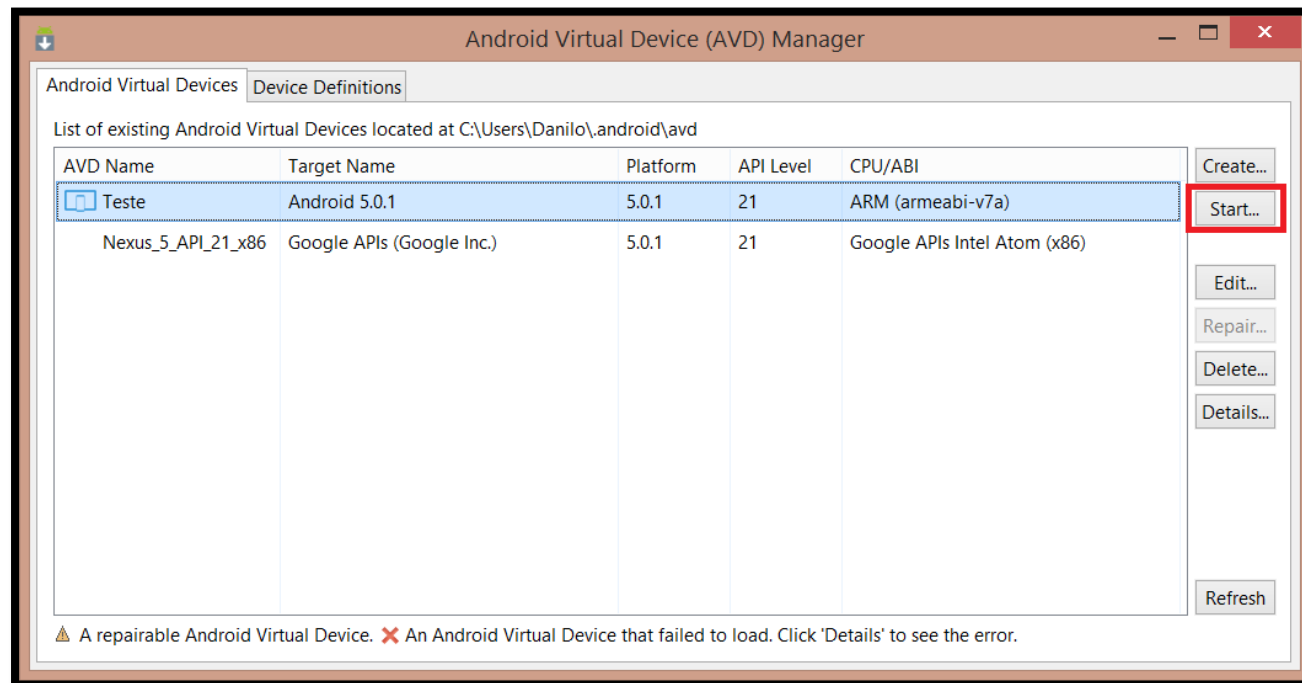 Android Virtual Device (AVD) Manager
Android Virtual Devices Device Definitions
List of existing Android Virtual Devices located at C:\Users\Danilo\.android\avd
AVD Name Target Name Platform API Level CPU/ABI Create...
Teste Android 5.0.1 5.0.1 21 ARM (armeabi-v7a) Start...
Nexus_5_API_21_x86 Google APIs (Google Inc.) 5.0.1 21 Google APIs Intel Atom (x86)
Edit...
Repair...
Delete...
Details...
Refresh
A repairable Android Virtual Device. An Android Virtual Device that failed to load. Click 'Details' to see the error.